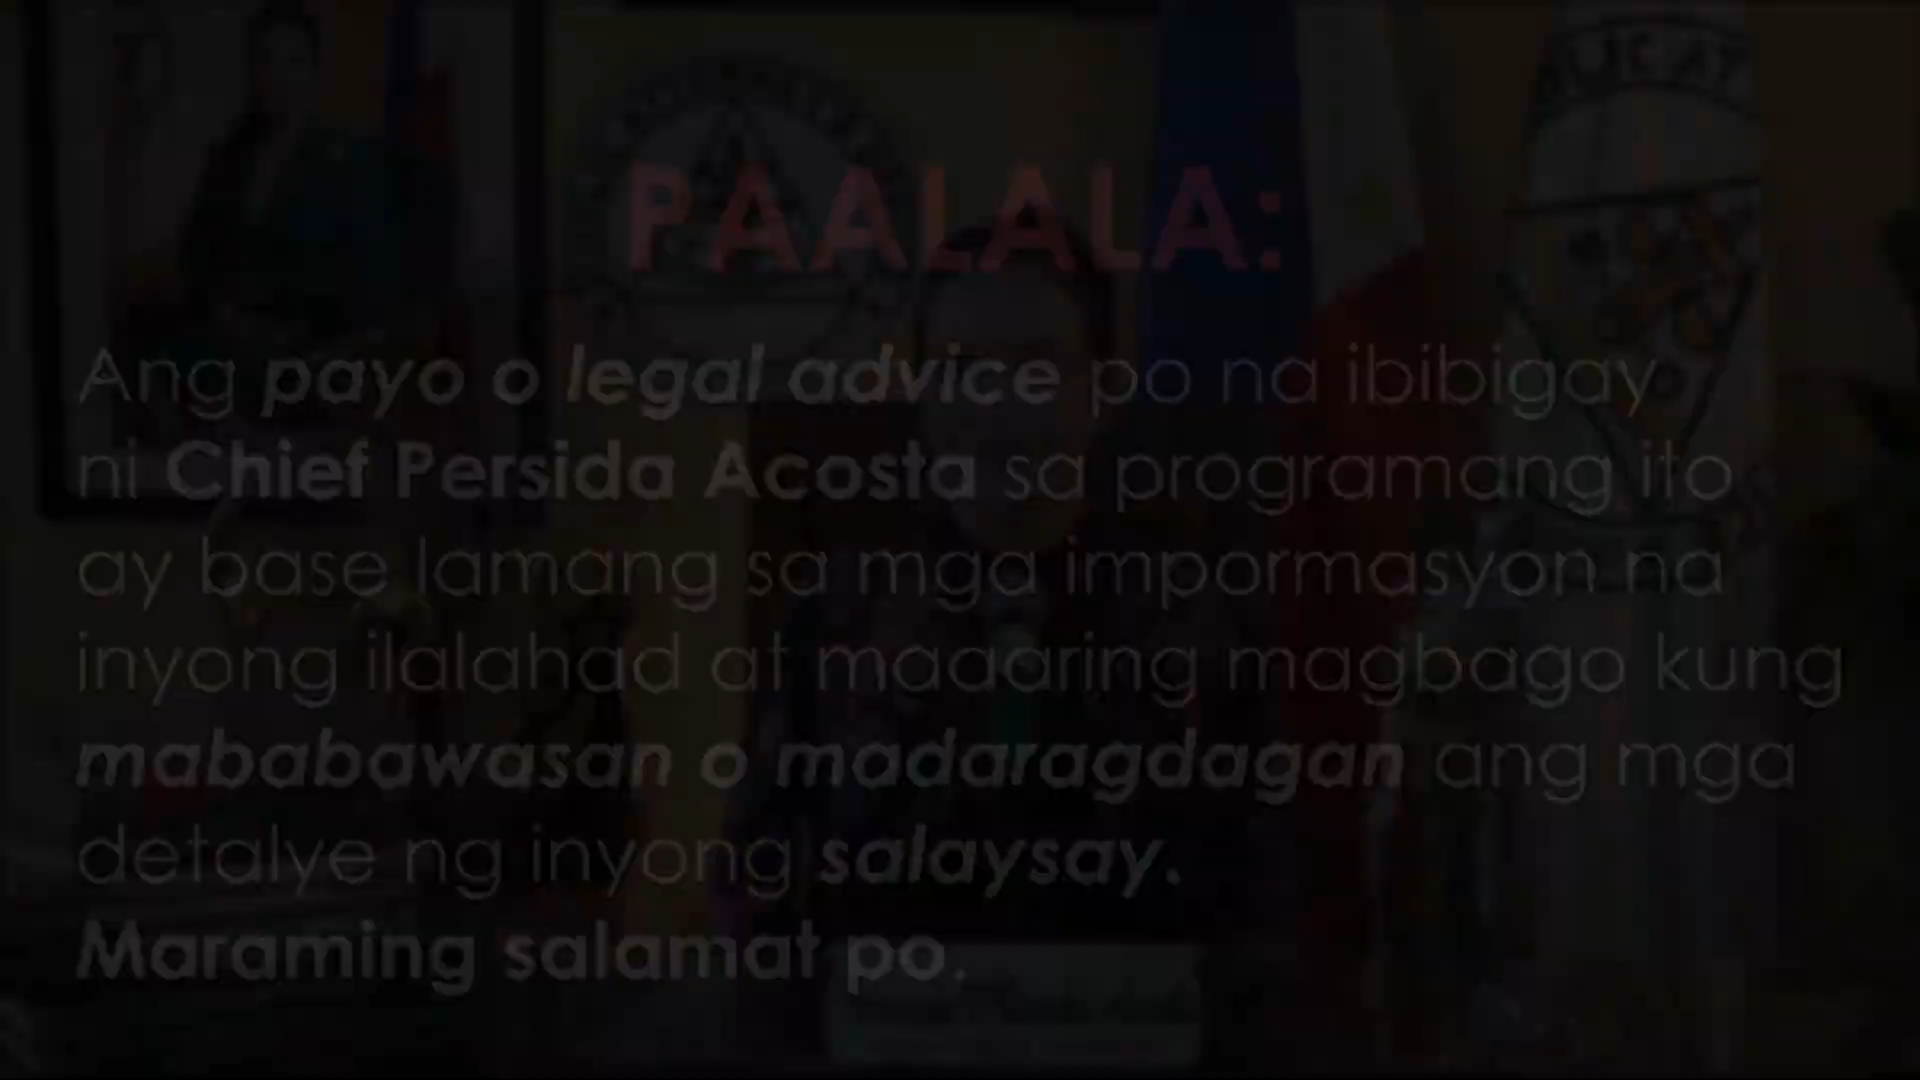 PAALALA:
Ang payo o legal advice po na ibibigay
ni Chief Persida Acosta sa programang ito
ay base lamang sa mga impormasyon na
inyong ilalahad at maaaring magbago kung
mababawasan o madaragdagan ang mga
detalye ng inyong salaysay.
Maraming salamat po.